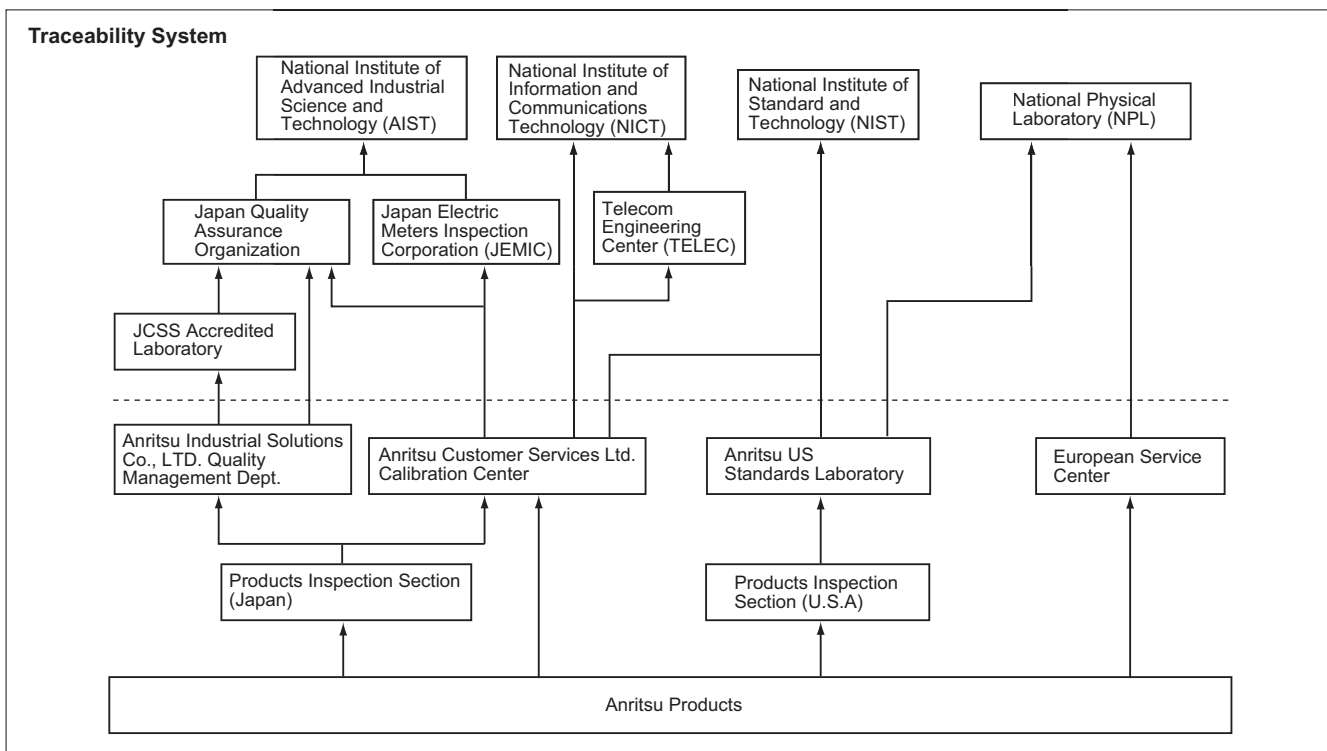 Traceability System
National Institute of
Advanced Industrial
Science and
Technology (AIST)
National Institute of
Information and
Communications
Technology (NICT)
National Institute of
Standard and
Technology (NIST)
National Physical
Laboratory (NPL)
Japan Quality
Assurance
Organization
Japan Electric
Meters Inspection
Corporation (JEMIC)
Telecom
Engineering
Center (TELEC)
JCSS Accredited
Laboratory
Anritsu Industrial Solutions
Co., LTD. Quality
Management Dept.
Anritsu Customer Services Ltd.
Calibration Center
Anritsu US
Standards Laboratory
European Service
Center
Products Inspection Section
(Japan)
Products Inspection
Section (U.S.A)
Anritsu Products